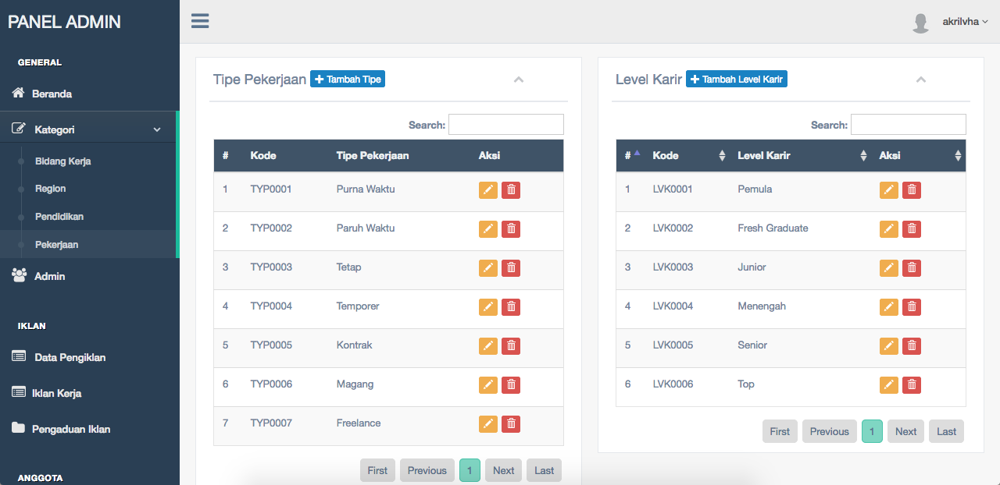 PANEL ADMIN
GENERAL
Beranda
Kategori
Bidang Kerja
Region
Pendidikan
Pekerjaan
Admin
IKLAN
Data Pengiklan
Iklan Kerja
Pengaduan Iklan
ANGGOTA
akrilvha
Tipe Pekerjaan + Tambah Tipe
Search:
# Kode Tipe Pekerjaan Aksi
1 TYP0001 Purna Waktu
2 TYP0002 Paruh Waktu
3 TYP0003 Tetap
4 TYP0004 Temporer
5 TYP0005 Kontrak
6 TYP0006 Magang
7 TYP0007 Freelance
First Previous 1 Next Last
Level Karir + Tambah Level Karir
Search:
# Kode Level Karir Aksi
1 LVK0001 Pemula
2 LVK0002 Fresh Graduate
3 LVK0003 Junior
4 LVK0004 Menengah
5 LVK0005 Senior
6 LVK0006 Top
First Previous 1 Next Last